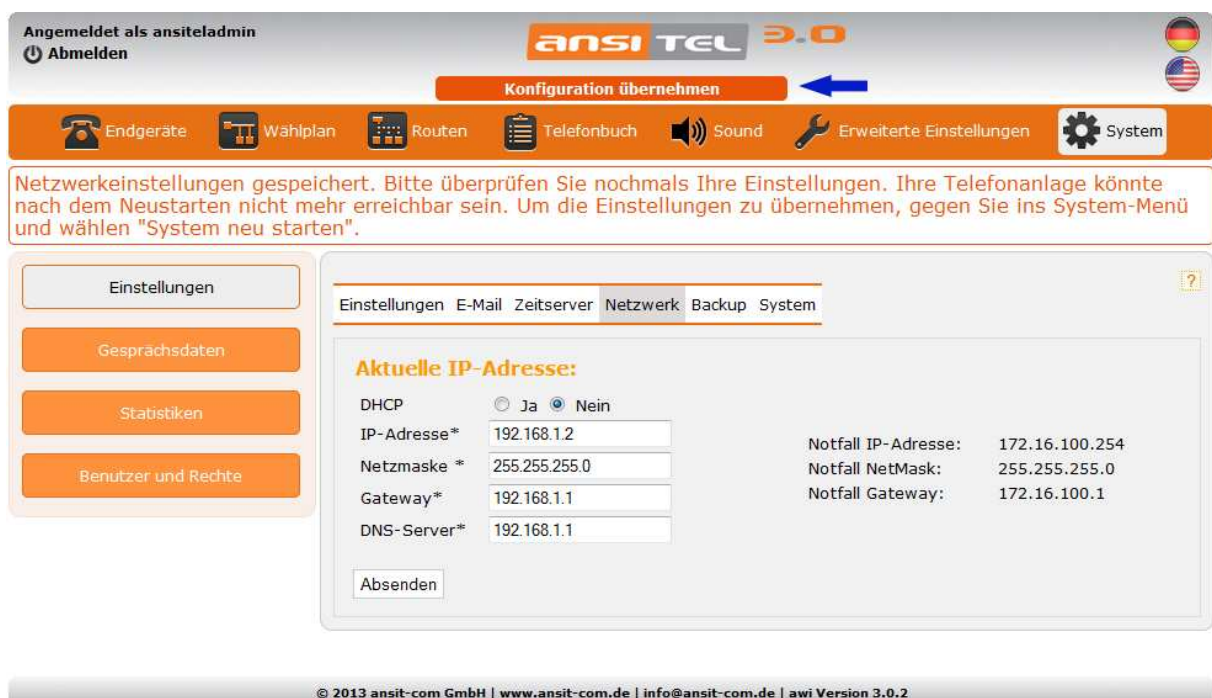 Angemeldet als ansiteladmin
Abmelden
ansi TEL 3.0
Konfiguration übernehmen
Endgeräte Wählplan Routen Telefonbuch Sound Erweiterte Einstellungen System
Netzwerkeinstellungen gespeichert. Bitte überprüfen Sie nochmals Ihre Einstellungen. Ihre Telefonanlage könnte
nach dem Neustarten nicht mehr erreichbar sein. Um die Einstellungen zu übernehmen, gegen Sie ins System-Menü
und wählen "System neu starten".
Einstellungen
Gesprächsdaten
Statistiken
Benutzer und Rechte
?
Einstellungen E-Mail Zeitserver Netzwerk Backup System
Aktuelle IP-Adresse:
DHCP Ja Nein
IP-Adresse* 192.168.1.2
Netzmaske * 255.255.255.0
Gateway* 192.168.1.1
DNS-Server* 192.168.1.1
Absenden
Notfall IP-Adresse: 172.16.100.254
Notfall NetMask: 255.255.255.0
Notfall Gateway: 172.16.100.1
© 2013 ansit-com GmbH | www.ansit-com.de | info@ansit-com.de | awi Version 3.0.2